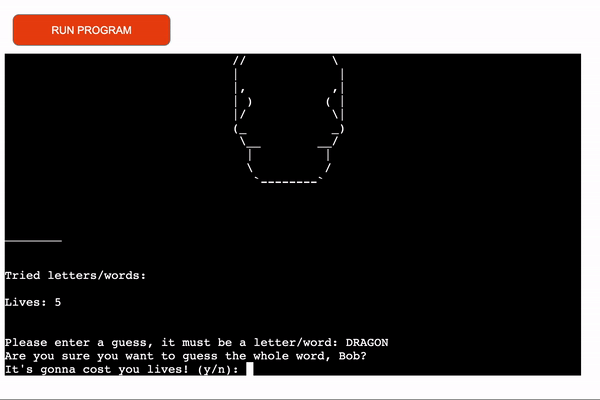 RUN PROGRAM
________
Tried letters/words:
Lives: 5
Please enter a guess, it must be a letter/word: DRAGON
Are you sure you want to guess the whole word, Bob?
It's gonna cost you lives! (y/n):